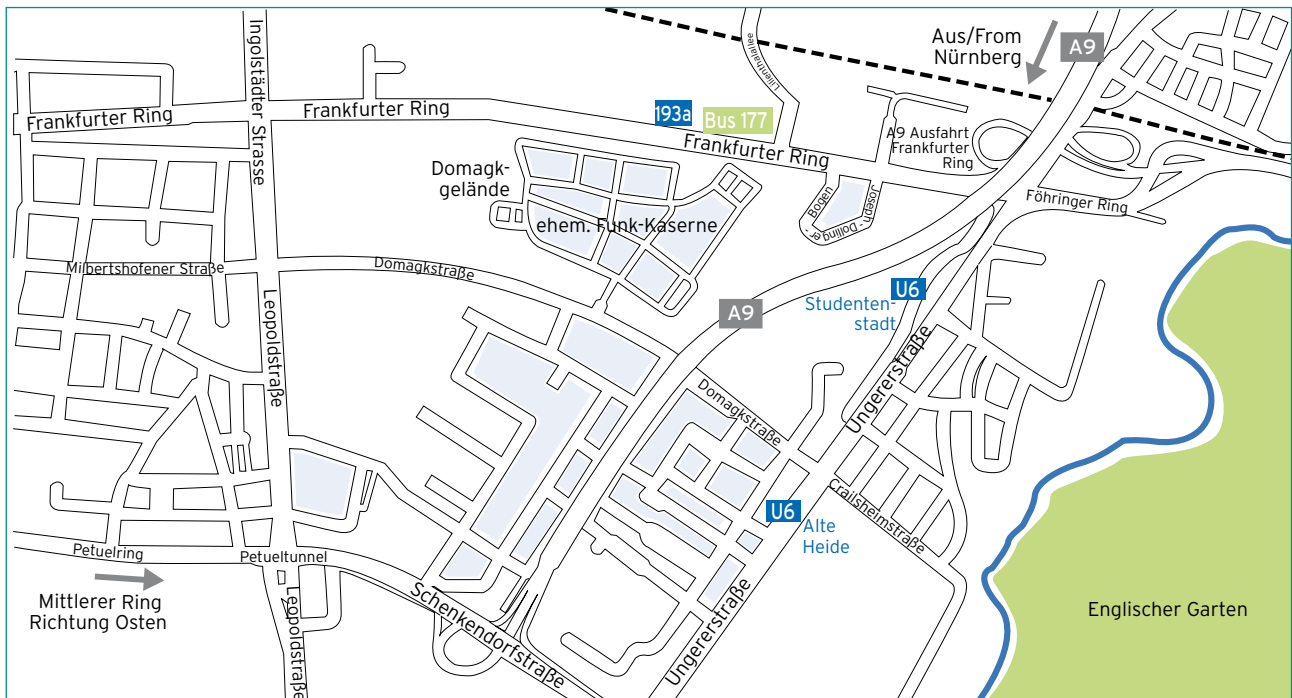 Ingolstädter Strasse
Lilienthalallee
Aus/From
Nürnberg
A9
Frankfurter Ring
Frankfurter Ring
193a
Bus 177
Frankfurter Ring
A9 Ausfahrt
Frankfurter
Ring
Domagk-
gelände
Bogen
Joseph - Dollinger -
Föhringer Ring
ehem. Funk-Kaserne
Milbertshofener Straße
Domagkstraße
Leopoldstraße
U6
Studenten-
stadt
A9
Ungererstraße
Domagkstraße
U6
Alte
Heide
Crailsheimstraße
Petuelring
Petueltunnel
Mittlerer Ring
Richtung Osten
Leopoldstraße
Schenkendorfstraße
Ungererstraße
Englischer Garten